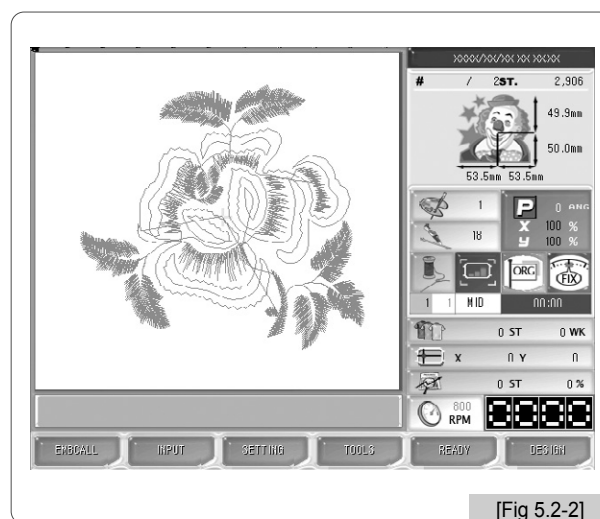 XXXX/XX/XX XX XX:XX
# / 2ST. 2,906
49.9mm
50.0mm
53.5mm 53.5mm
1 P 0 ANG
X 100 %
18 Y 100 %
ORG FIX
1 1 MID 00:00
0 ST 0 WK
X 0 Y 0
0 ST 0 %
800
RPM
EMBCALL INPUT SETTING TOOLS READY DESIGN
[Fig 5.2-2]